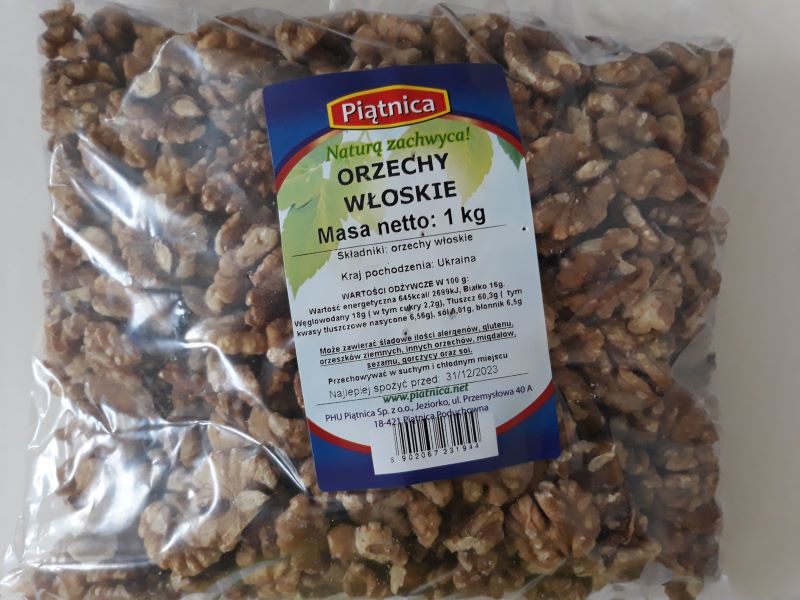 Piątnica
Naturą zachwyca!
ORZECHY
WŁOSKIE
Masa netto: 1 kg
Składniki: orzechy włoskie
Kraj pochodzenia: Ukraina
WARTOŚCI ODŻYWCZE W 100 g:
Wartość energetyczna 645kcal/ 2699kJ, Białko 16g.
Węglowodany 18g ( w tym cukry 2,2g), Tłuszcz 60,3g ( tym
kwasy tłuszczowe nasycone 6,56g), sól 0,01g, błonnik 6,5g
Może zawierać śladowe ilości alergenów, glutenu,
orzeszków ziemnych, innych orzechów, migdałów,
sezamu, gorczycy oraz soi.
Przechowywać w suchym i chłodnym miejscu
Najlepiej spożyć przed: 31/12/2023
www.piatnica.net
PHU Piątnica Sp. z o.o., Jeziorko, ul. Przemysłowa 40 A
18-421 Piątnica Poduchowna
5 902067 231944